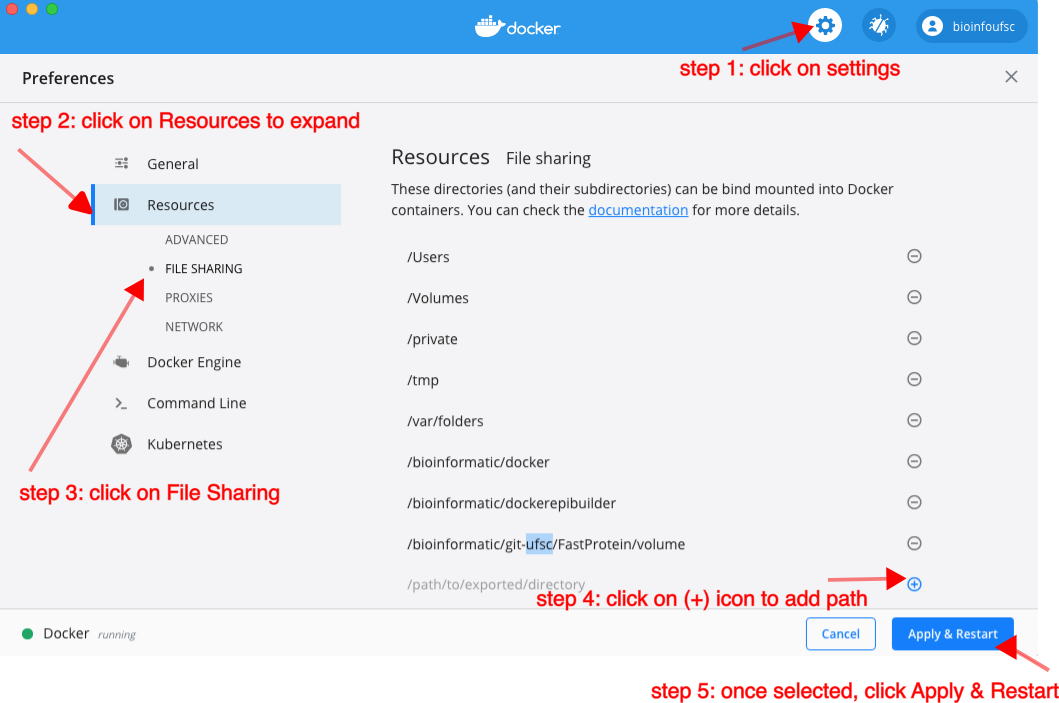 docker
bioinfoufsc
step 1: click on settings
Preferences
step 2: click on Resources to expand
General
Resources
ADVANCED
FILE SHARING
PROXIES
NETWORK
Docker Engine
Command Line
Kubernetes
step 3: click on File Sharing
Resources File sharing
These directories (and their subdirectories) can be bind mounted into Docker
containers. You can check the documentation for more details.
/Users
/Volumes
/private
/tmp
/var/folders
/bioinformatic/docker
/bioinformatic/dockerepibuilder
/bioinformatic/git-ufsc/FastProtein/volume
/path/to/exported/directory
step 4: click on (+) icon to add path
Docker running
Cancel
Apply & Restart
step 5: once selected, click Apply & Restart